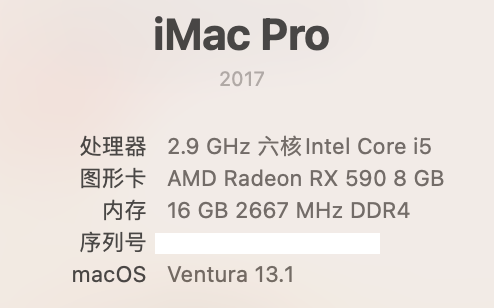 iMac Pro
2017
处理器 2.9 GHz 六核Intel Core i5
图形卡 AMD Radeon RX 590 8 GB
内存 16 GB 2667 MHz DDR4
序列号
macOS Ventura 13.1